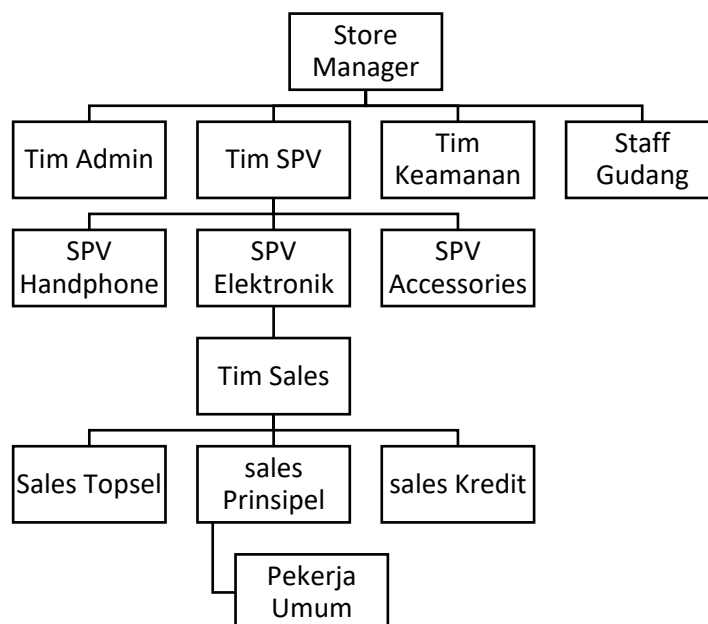 Store
Manager
Tim Admin
Tim SPV
Tim
Keamanan
Staff
Gudang
SPV
Handphone
SPV
Elektronik
SPV
Accessories
Tim Sales
Sales Topsel
sales
Prinsipel
sales Kredit
Pekerja
Umum